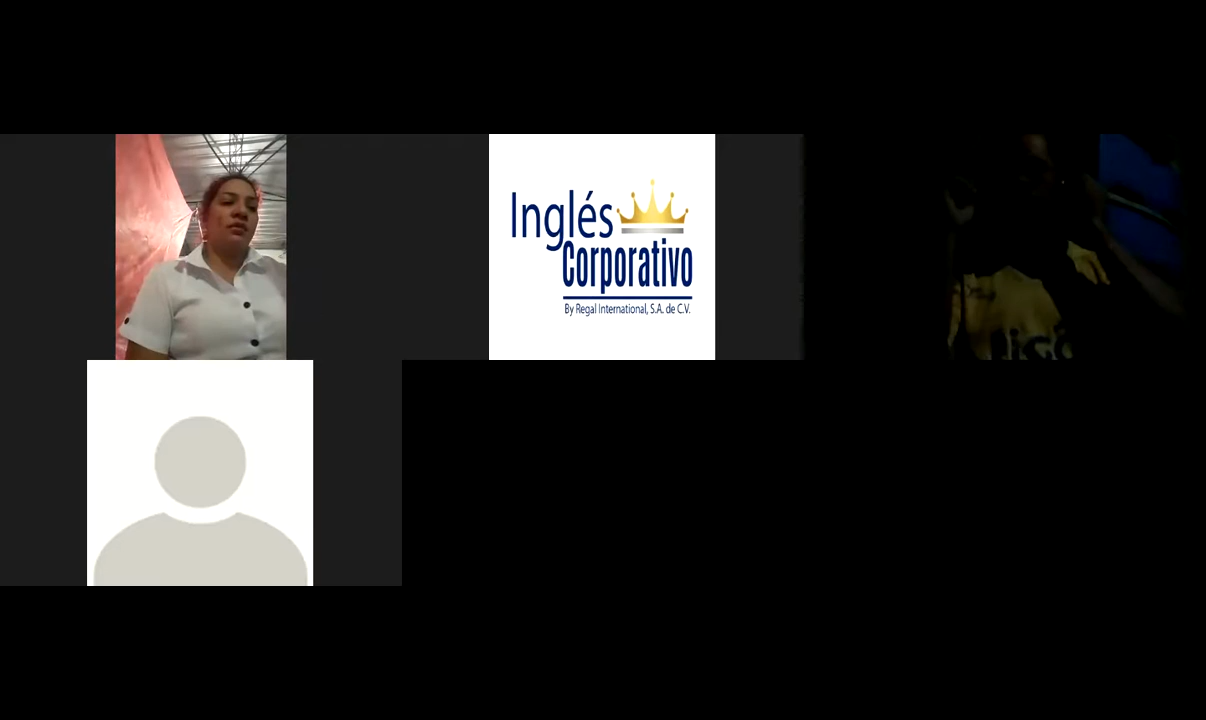 Inglés
Corporativo
By Regal International, S.A. de C.V.